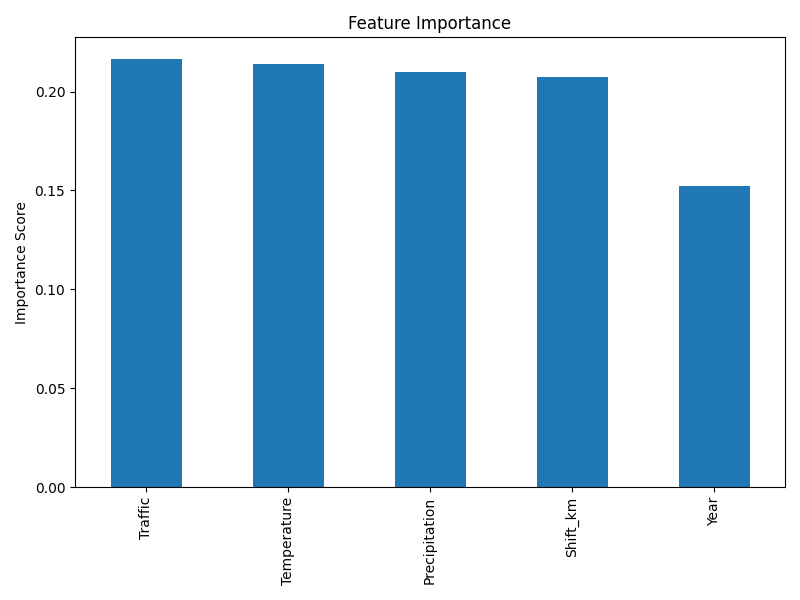 Feature Importance
Importance Score
0.20
0.15
0.10
0.05
0.00
Traffic
Temperature
Precipitation
Shift_km
Year